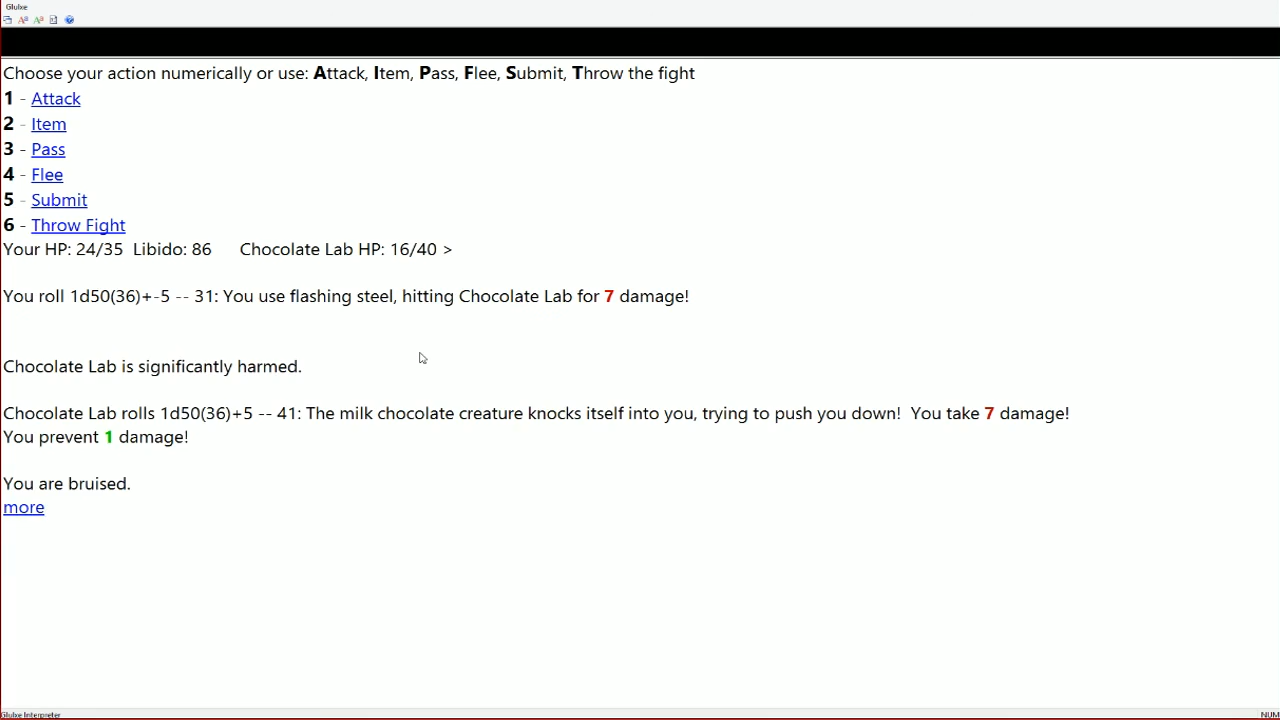 Glulxe
Choose your action numerically or use: Attack, Item, Pass, Flee, Submit, Throw the fight
1 - Attack
2 - Item
3 - Pass
4 - Flee
5 - Submit
6 - Throw Fight
Your HP: 24/35 Libido: 86 Chocolate Lab HP: 16/40 >
You roll 1d50(36)+-5 -- 31: You use flashing steel, hitting Chocolate Lab for 7 damage!
Chocolate Lab is significantly harmed.
Chocolate Lab rolls 1d50(36)+5 -- 41: The milk chocolate creature knocks itself into you, trying to push you down! You take 7 damage!
You prevent 1 damage!
You are bruised.
more
Glulxe Interpreter
NUM